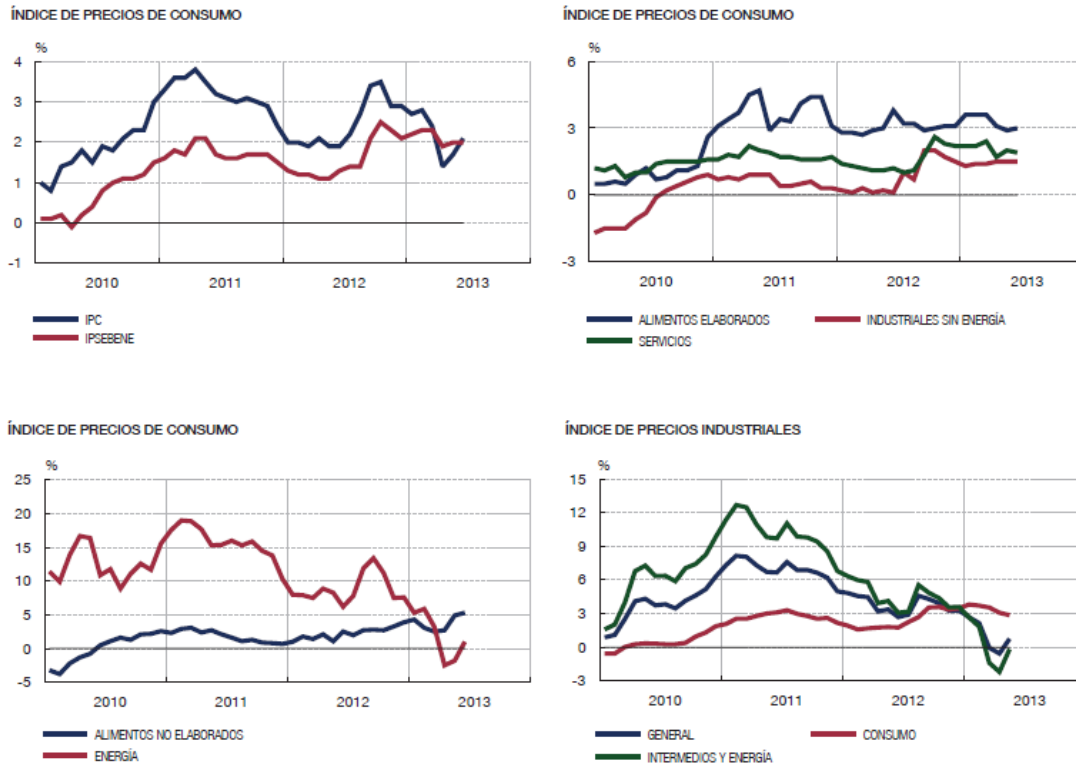 ÍNDICE DE PRECIOS DE CONSUMO
%
4
3
2
1
0
-1
2010 2011 2012 2013
IPC
IPSEBENE
ÍNDICE DE PRECIOS DE CONSUMO
%
6
3
0
-3
2010 2011 2012 2013
ALIMENTOS ELABORADOS INDUSTRIALES SIN ENERGÍA
SERVICIOS
ÍNDICE DE PRECIOS DE CONSUMO
%
25
20
15
10
5
0
-5
2010 2011 2012 2013
ALIMENTOS NO ELABORADOS
ENERGÍA
ÍNDICE DE PRECIOS INDUSTRIALES
%
15
12
9
6
3
0
-3
2010 2011 2012 2013
GENERAL CONSUMO
INTERMEDIOS Y ENERGÍA